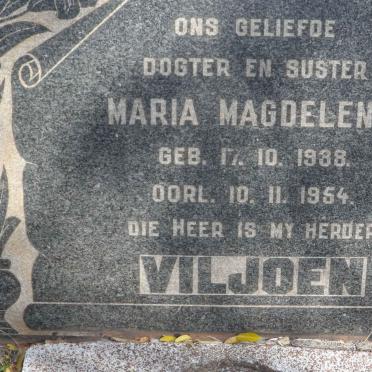 ONS GELIEFDE
DOGTER EN SUSTER
MARIA MAGDELEN
GEB. 17. 10. 1938.
OORL. 10. 11. 1954.
DIE HEER IS MY HERDER
VILJOEN